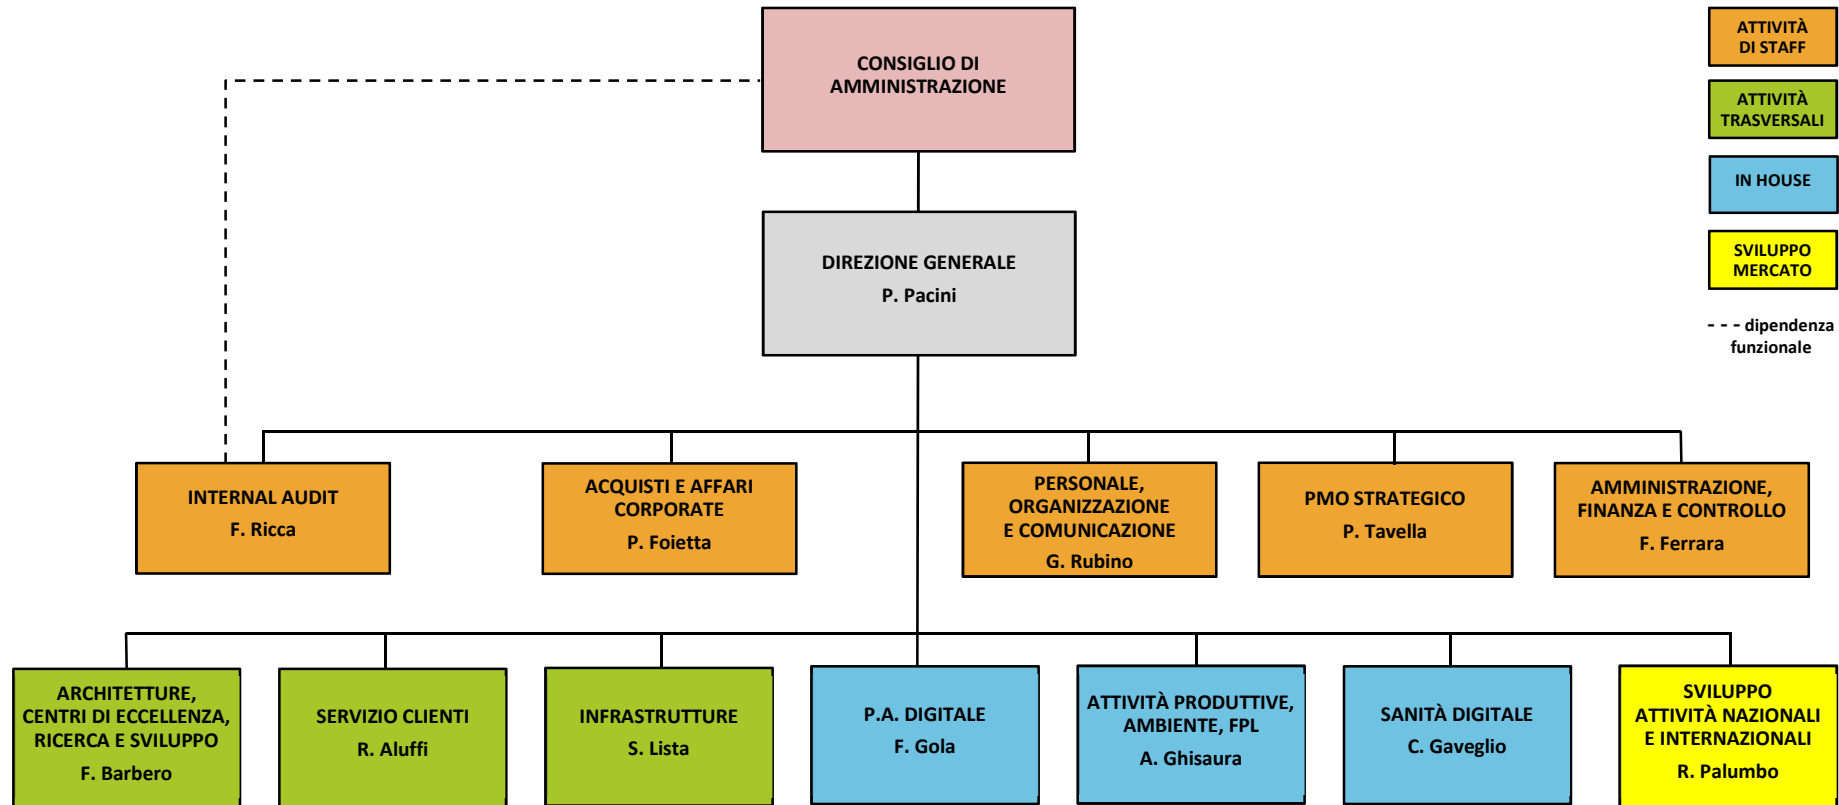 CONSIGLIO DI
AMMINISTRAZIONE
DIREZIONE GENERALE
P. Pacini
ATTIVITÀ
DI STAFF
ATTIVITÀ
TRASVERSALI
IN HOUSE
SVILUPPO
MERCATO
- - - dipendenza
funzionale
INTERNAL AUDIT
F. Ricca
ACQUISTI E AFFARI
CORPORATE
P. Foietta
PERSONALE,
ORGANIZZAZIONE
E COMUNICAZIONE
G. Rubino
PMO STRATEGICO
P. Tavella
AMMINISTRAZIONE,
FINANZA E CONTROLLO
F. Ferrara
ARCHITETTURE,
CENTRI DI ECCELLENZA,
RICERCA E SVILUPPO
F. Barbero
SERVIZIO CLIENTI
R. Aluffi
INFRASTRUTTURE
S. Lista
P.A. DIGITALE
F. Gola
ATTIVITÀ PRODUTTIVE,
AMBIENTE, FPL
A. Ghisaura
SANITÀ DIGITALE
C. Gaveglio
SVILUPPO
ATTIVITÀ NAZIONALI
E INTERNAZIONALI
R. Palumbo